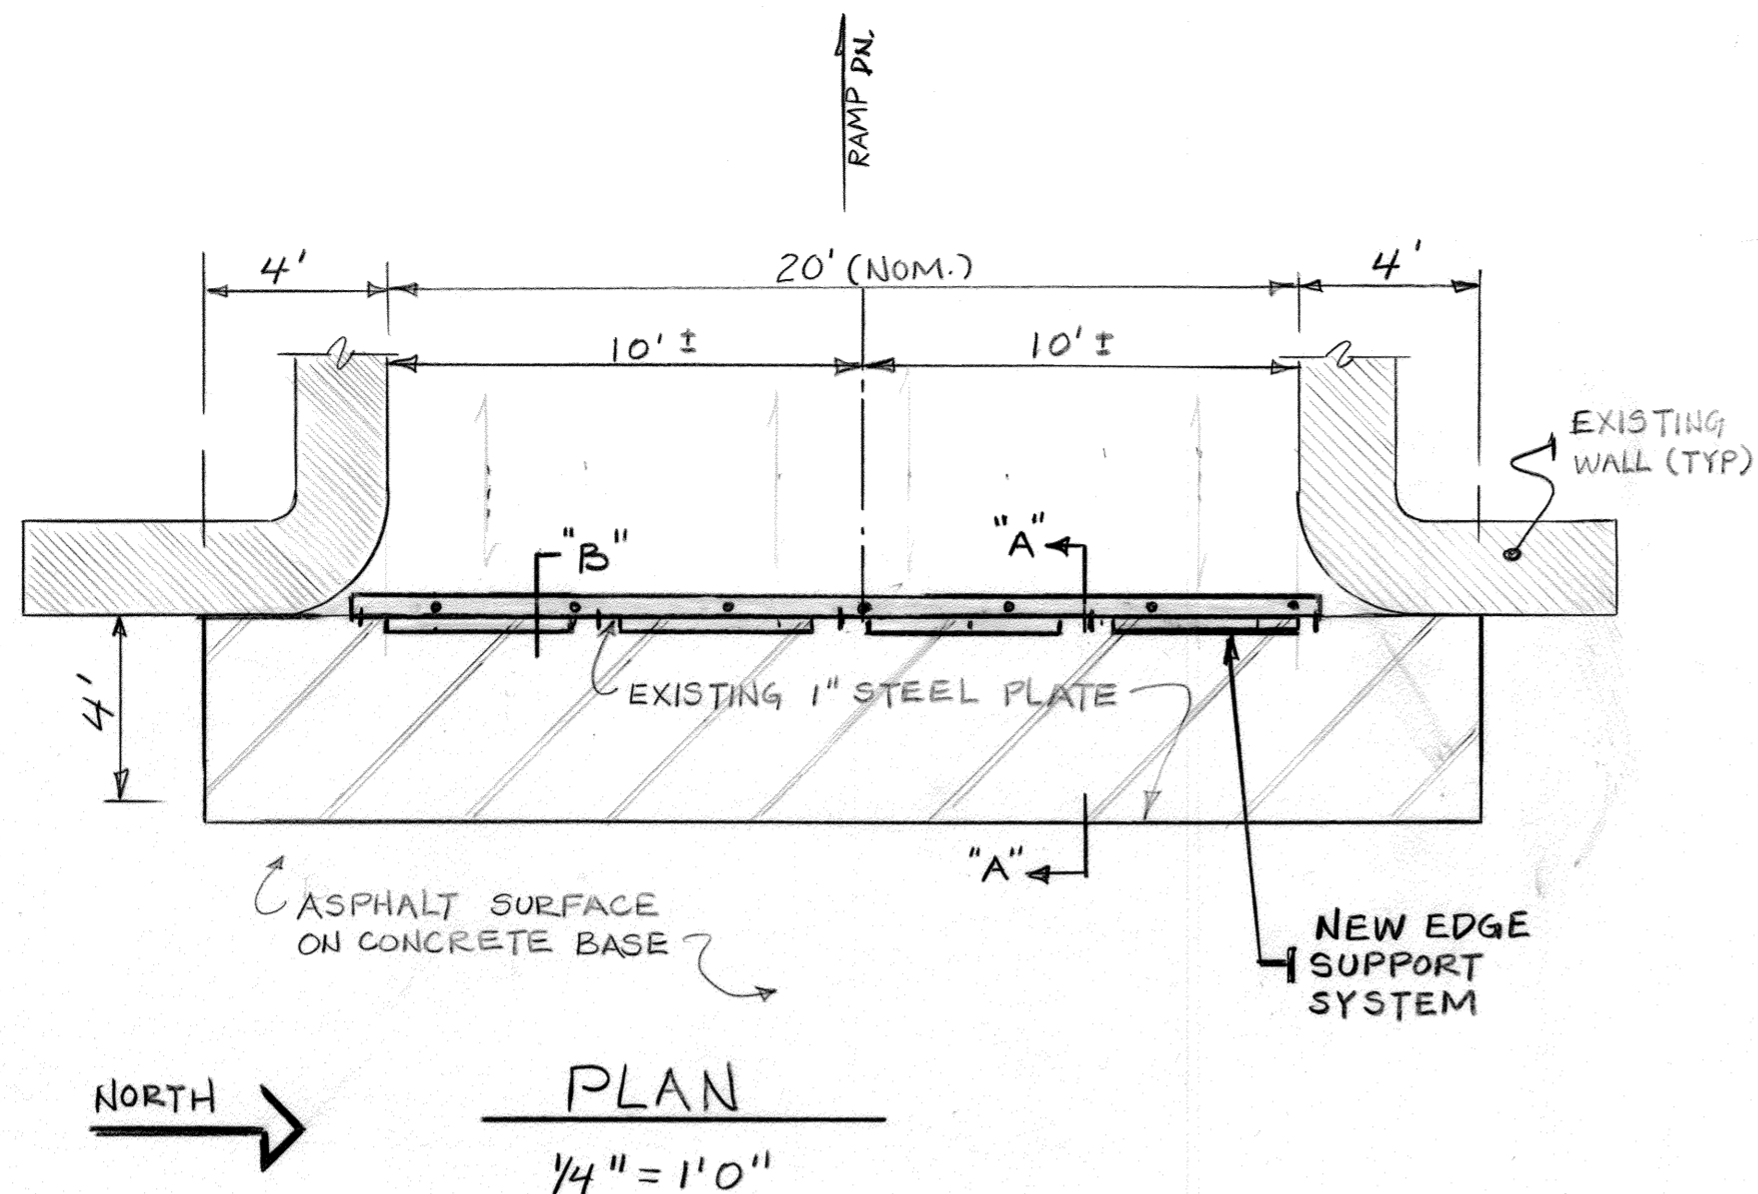 RAMP DN.
4'
20' (NOM.)
4'
10' ±
10' ±
EXISTING
WALL (TYP)
"B"
"A"
4'
EXISTING 1" STEEL PLATE
"A"
ASPHALT SURFACE
ON CONCRETE BASE
NEW EDGE
SUPPORT
SYSTEM
NORTH
PLAN
1/4" = 1'0"